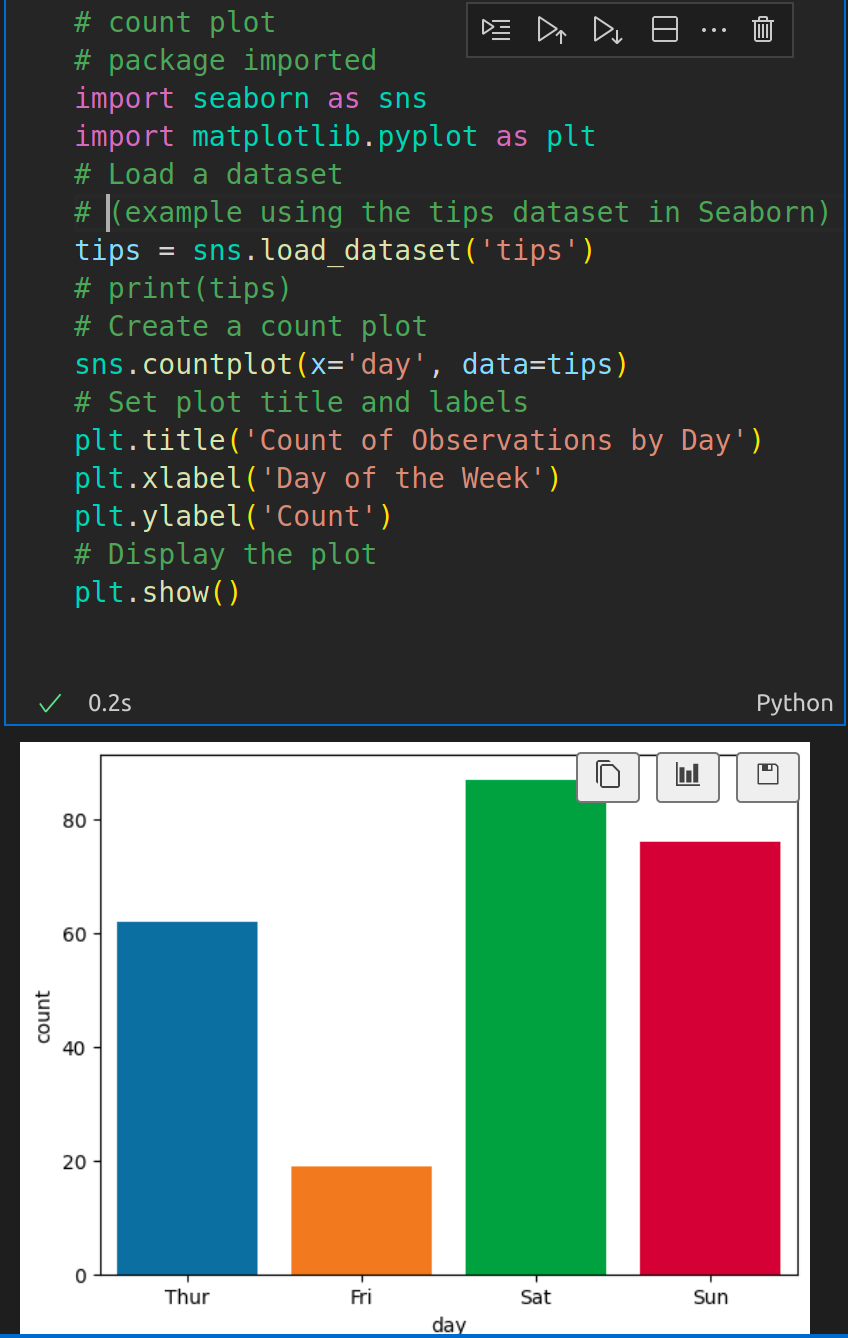 # count plot
# package imported
import seaborn as sns
import matplotlib.pyplot as plt
# Load a dataset
# (example using the tips dataset in Seaborn)
tips = sns.load_dataset('tips')
# print(tips)
# Create a count plot
sns.countplot(x='day', data=tips)
# Set plot title and labels
plt.title('Count of Observations by Day')
plt.xlabel('Day of the Week')
plt.ylabel('Count')
# Display the plot
plt.show()
0.2s Python
80
60
count
40
20
0
Thur Fri Sat Sun
day